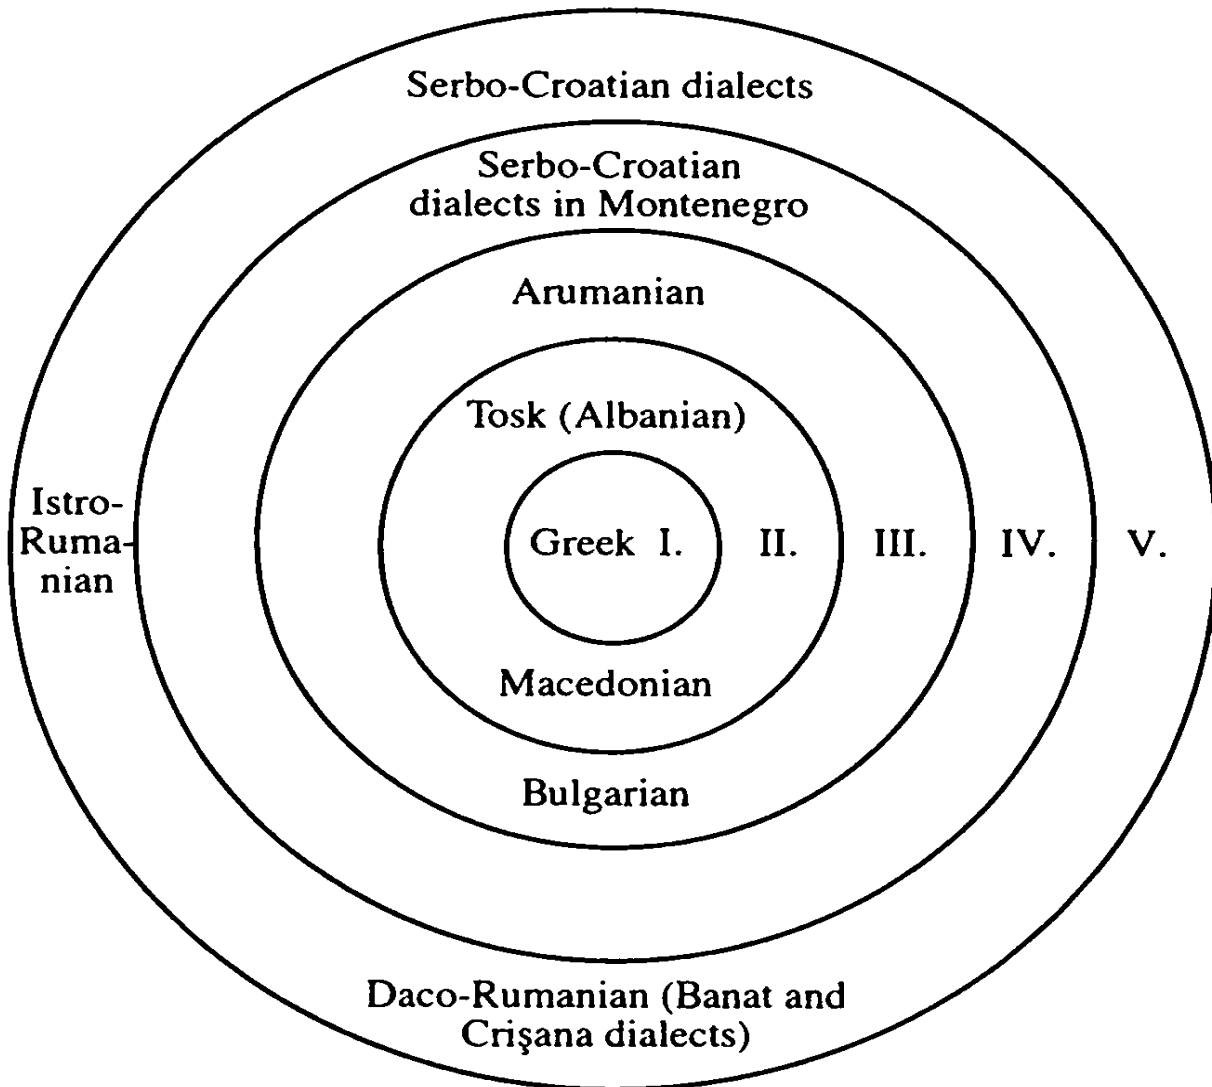 Serbo-Croatian dialects
Serbo-Croatian
dialects in Montenegro
Arumanian
Tosk (Albanian)
Istro-
Ruma-
nian
Greek I. II. III. IV. V.
Macedonian
Bulgarian
Daco-Rumanian (Banat and
Crişana dialects)